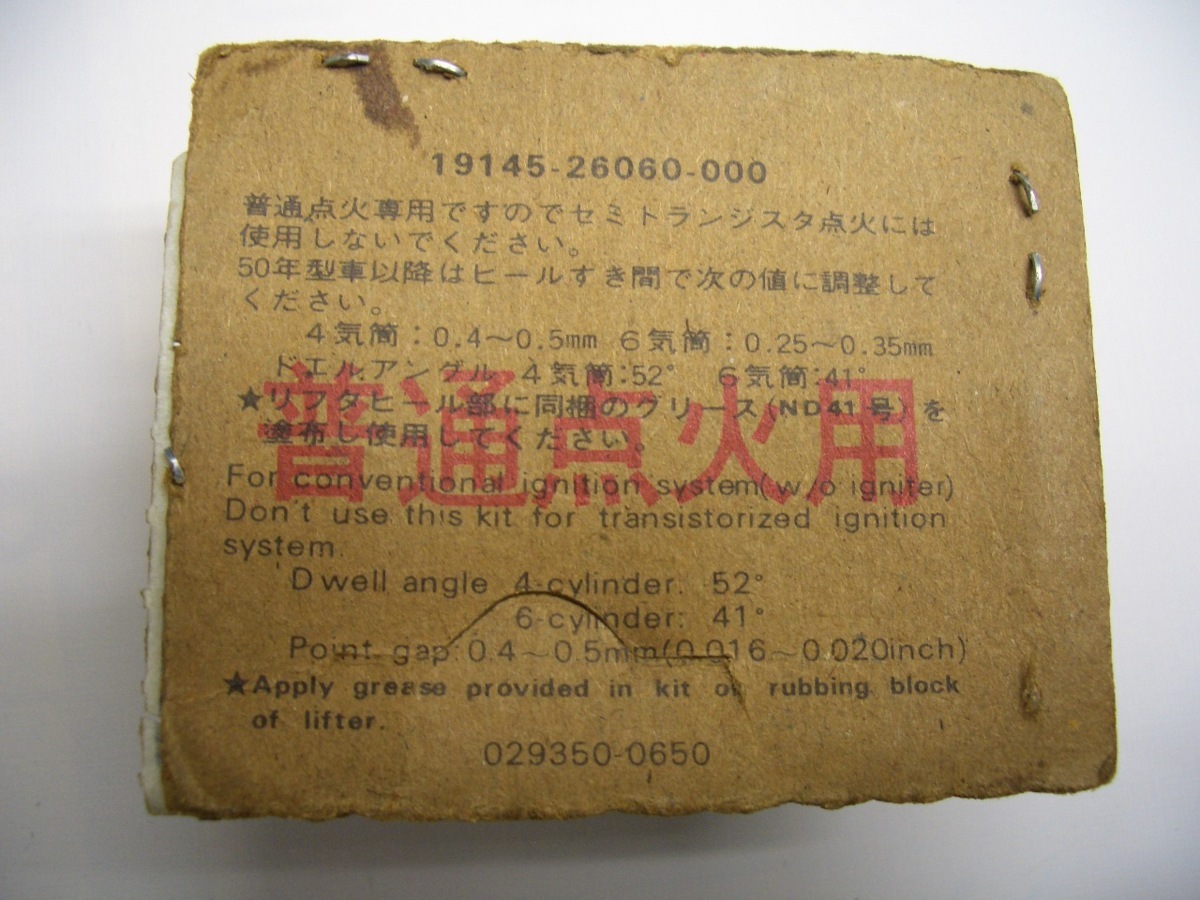 19145-26060-000
普通点火専用ですのでセミトランジスタ点火には
使用しないでください。
50年型車以降はヒールすき間で次の値に調整して
ください。
4気筒：0.4～0.5mm 6気筒：0.25～0.35mm
ドエルアングル 4気筒:52° 6気筒:41°
★リフタヒール部に同梱のグリース(ND41号)を
塗布し使用してください。
普通点火用
For conventional ignition system(w/o igniter)
Don't use this kit for transistorized ignition
system.
Dwell angle 4-cylinder: 52°
6-cylinder: 41°
Point gap:0.4～0.5mm(0.016～0.020inch)
★Apply grease provided in kit on rubbing block
of lifter.
029350-0650